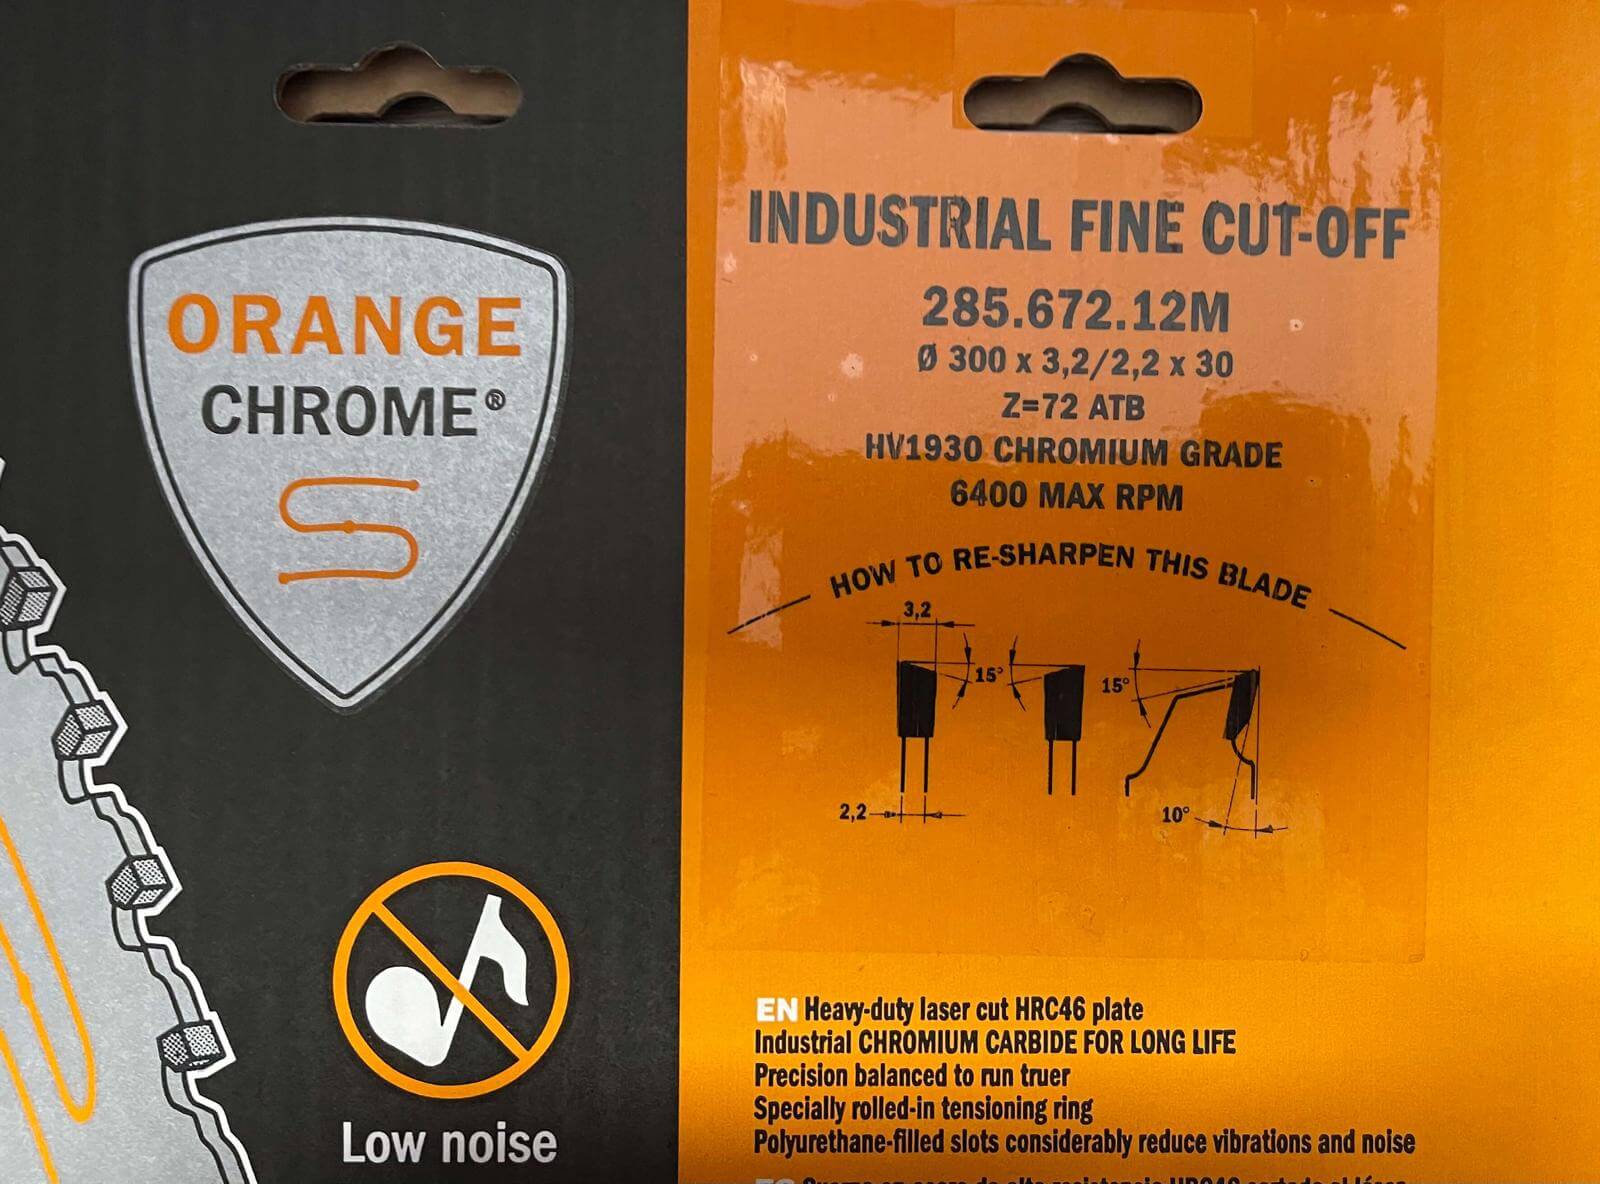 ORANGE
CHROME®
Low noise
INDUSTRIAL FINE CUT-OFF
285.672.12M
Ø 300 x 3,2/2,2 x 30
Z=72 ATB
HV1930 CHROMIUM GRADE
6400 MAX RPM
HOW TO RE-SHARPEN THIS BLADE
3,2
15°
15°
2,2
10°
EN Heavy-duty laser cut HRC46 plate
Industrial CHROMIUM CARBIDE FOR LONG LIFE
Precision balanced to run truer
Specially rolled-in tensioning ring
Polyurethane-filled slots considerably reduce vibrations and noise